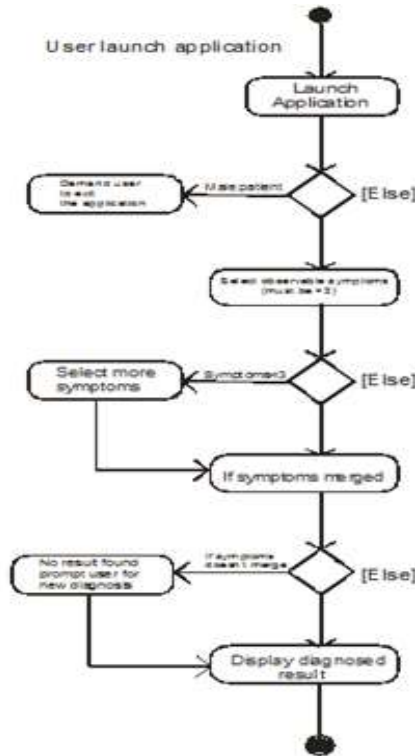 User launch application
Launch
Application
Male patient
[Else]
Demand user
to exit
the application
Select observable symptoms
(must be
Symptoms<3
[Else]
Select more
symptoms
If symptoms merged
If symptoms
doesn't merge
[Else]
No result found
prompt user for
new diagnosis
Display diagnosed
result